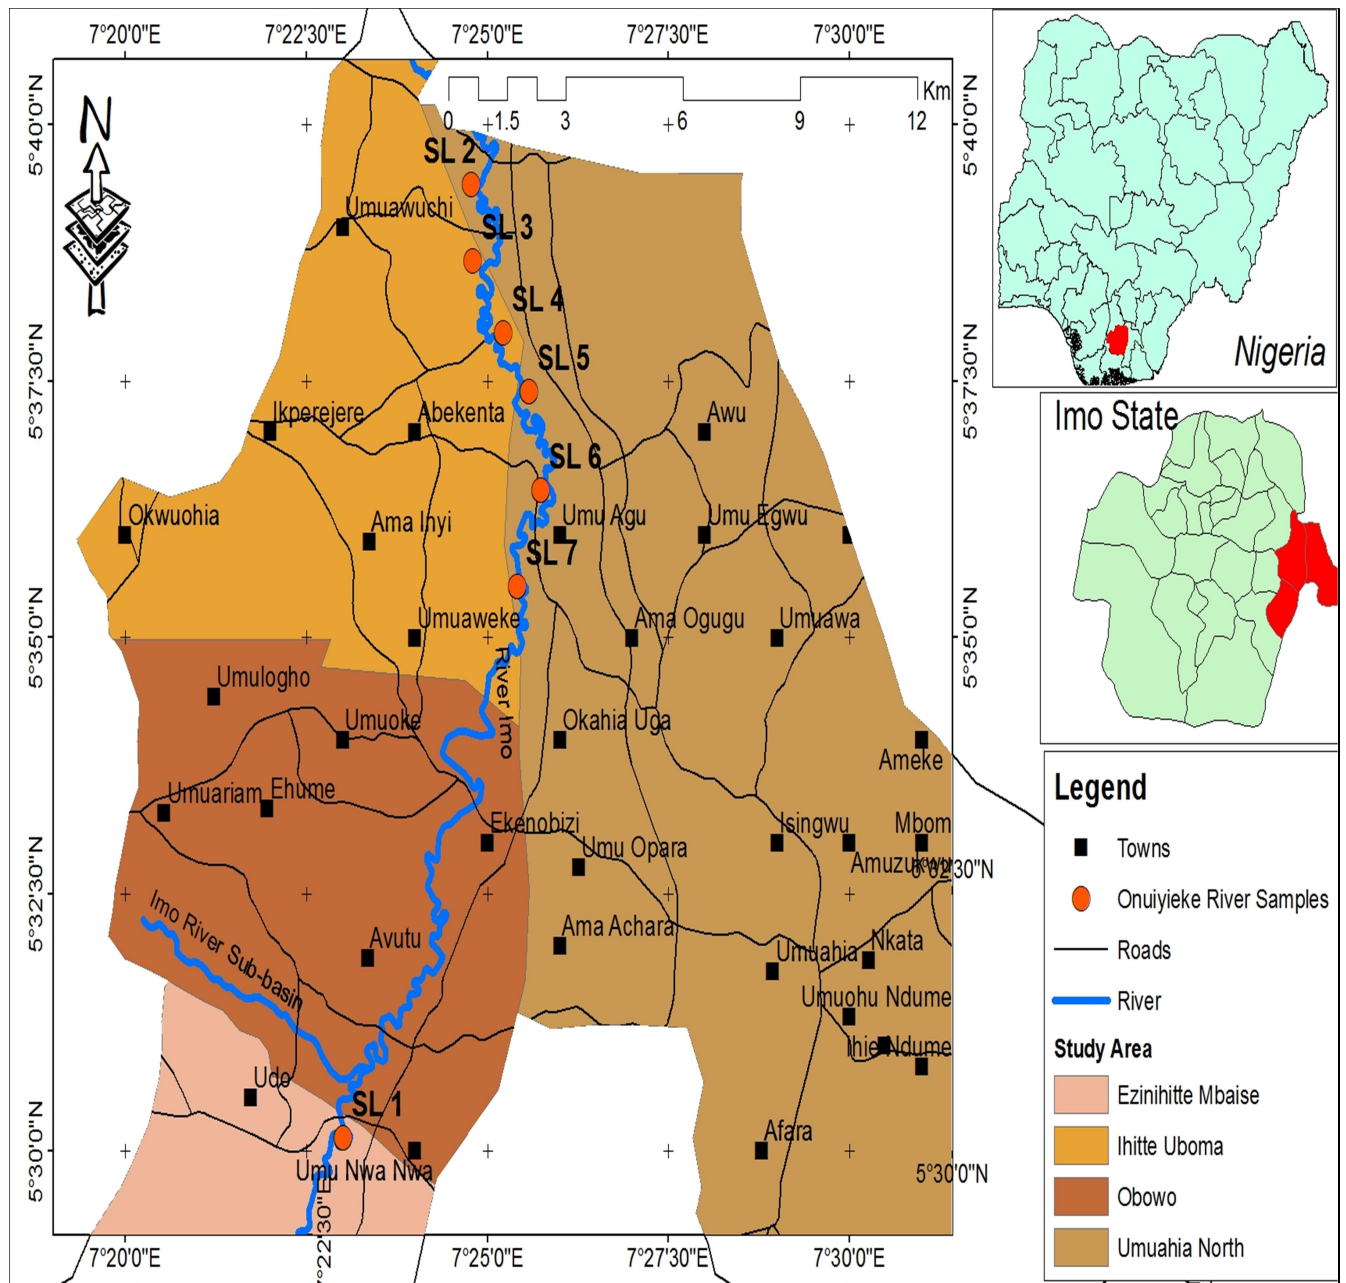 7°20'0"E 7°22'30"E 7°25'0"E 7°27'30"E 7°30'0"E
N
Km
0 1.5 3 6 9 12
5°40'0"N
5°40'0"N
SL 2
Umuawuchi
SL 3
SL 4
5°37'30"N
5°37'30"N
SL 5
Ikperejere
Abekenta
Awu
SL 6
Okwuohia
Ama Inyi
Umu Agu
Umu Egwu
SL 7
5°35'0"N
5°35'0"N
Umuaweke
Ama Ogugu
Umuawa
River Imo
Umulogho
Umuoke
Okahia Uga
Ameke
Umuariam
Ehume
Ekenobizi
Isingwu
Mbom
Umu Opara
Amuzukwu
5°32'30"N
5°32'30"N
Imo River Sub-basin
Avutu
Ama Achara
Umuahia
Nkata
Umuohu Ndume
Ihie Ndume
Udo
SL 1
Afara
5°30'0"N
5°30'0"N
Umu Nwa Nwa
7°22'30"E
7°20'0"E 7°25'0"E 7°27'30"E 7°30'0"E
Nigeria
Imo State
Legend
Towns
Onuiyieke River Samples
Roads
River
Study Area
Ezinihitte Mbaise
Ihitte Uboma
Obowo
Umuahia North